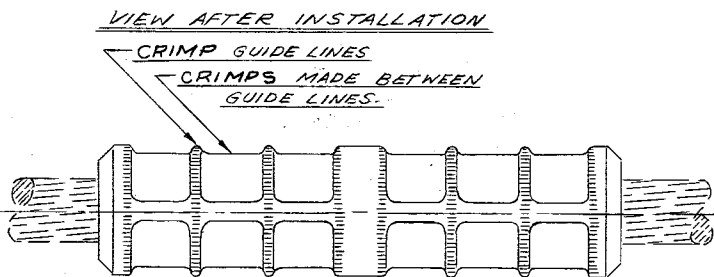 VIEW AFTER INSTALLATION
CRIMP GUIDE LINES
CRIMPS MADE BETWEEN
GUIDE LINES.